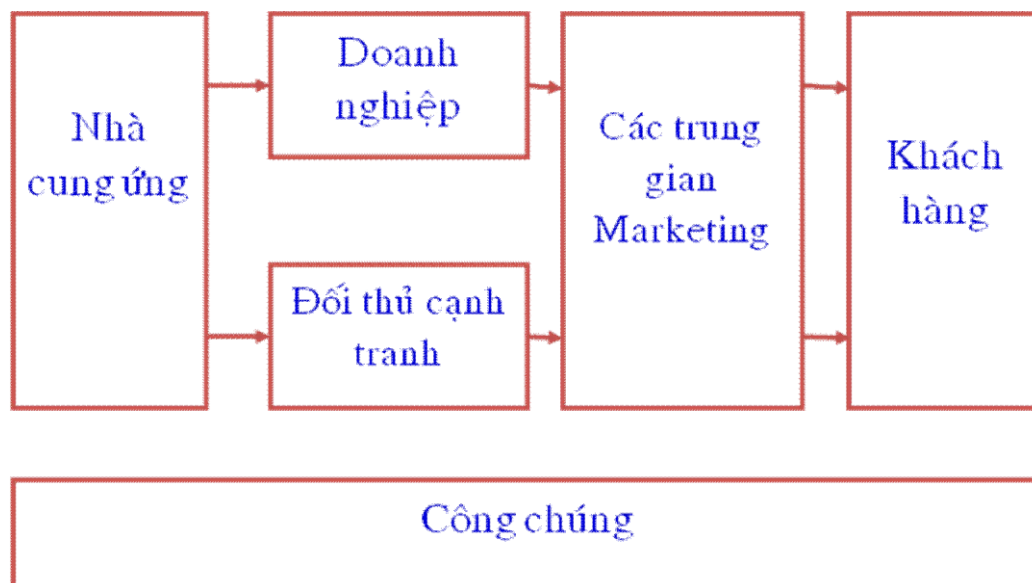 Nhà
cung ứng
Doanh
nghiệp
Đối thủ cạnh
tranh
Các trung
gian
Marketing
Khách
hàng
Công chúng